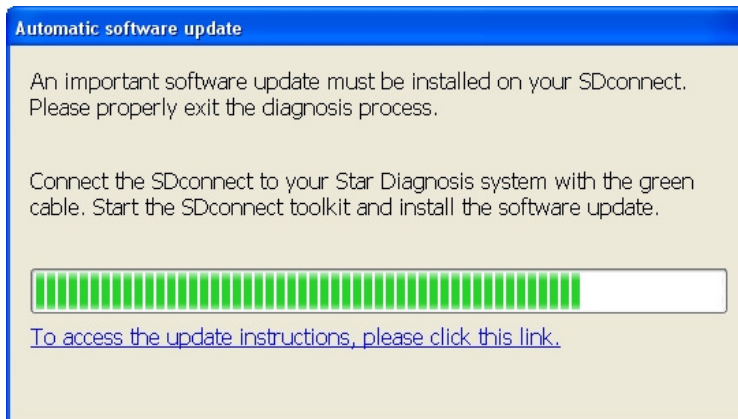 Automatic software update
An important software update must be installed on your SDconnect.
Please properly exit the diagnosis process.
Connect the SDconnect to your Star Diagnosis system with the green
cable. Start the SDconnect toolkit and install the software update.
To access the update instructions, please click this link.